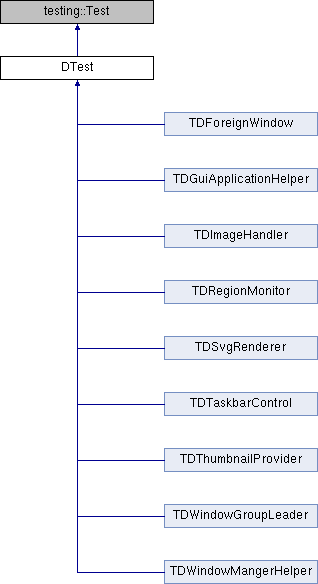 testing::Test
DTest
TDForeignWindow
TDGuiApplicationHelper
TDImageHandler
TDRegionMonitor
TDSvgRenderer
TDTaskbarControl
TDThumbnailProvider
TDWindowGroupLeader
TDWindowMangerHelper